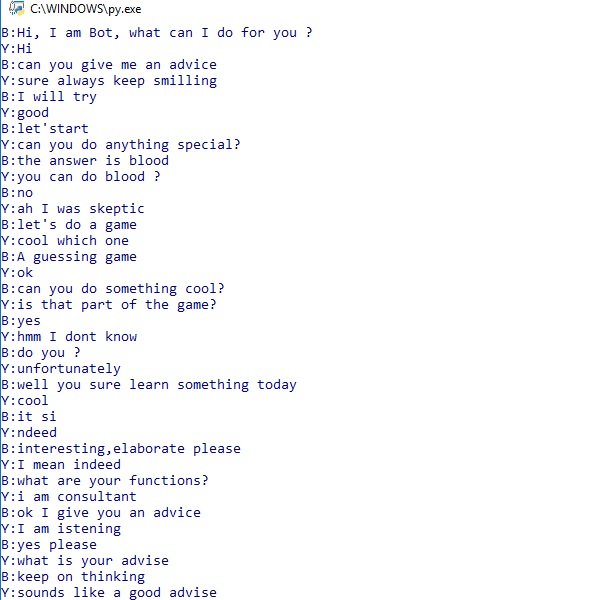 C:\WINDOWS\py.exe
B:Hi, I am Bot, what can I do for you ?
Y:Hi
B:can you give me an advice
Y:sure always keep smilling
B:I will try
Y:good
B:let'start
Y:can you do anything special?
B:the answer is blood
Y:you can do blood ?
B:no
Y:ah I was skeptic
B:let's do a game
Y:cool which one
B:A guessing game
Y:ok
B:can you do something cool?
Y:is that part of the game?
B:yes
Y:hmm I dont know
B:do you ?
Y:unfortunately
B:well you sure learn something today
Y:cool
B:it si
Y:ndeed
B:interesting,elaborate please
Y:I mean indeed
B:what are your functions?
Y:i am consultant
B:ok I give you an advice
Y:I am istening
B:yes please
Y:what is your advise
B:keep on thinking
Y:sounds like a good advise